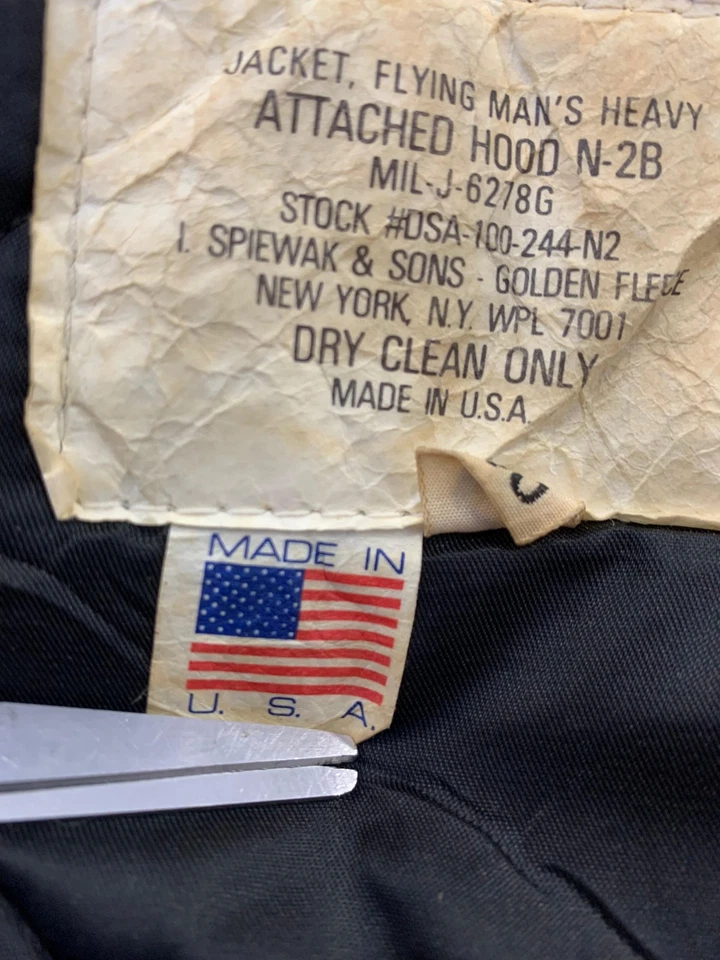 JACKET, FLYING MAN'S HEAVY
ATTACHED HOOD N-2B
MIL-J-6278G
STOCK #DSA-100-244-N2
I. SPIEWAK & SONS - GOLDEN FLECE
NEW YORK, N.Y. WPL 7001
DRY CLEAN ONLY
MADE IN U.S.A.
MADE IN
U. S. A.